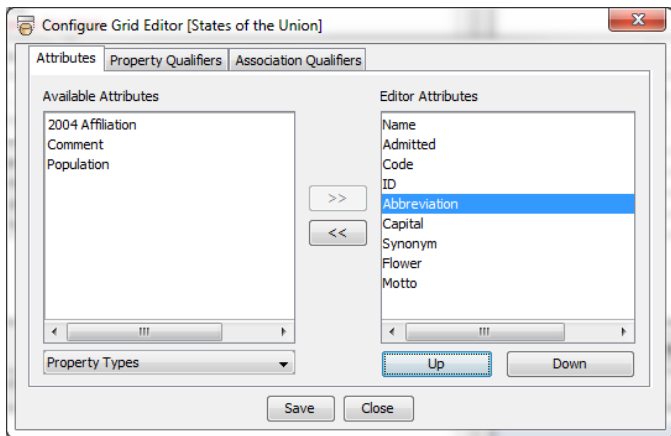 Configure Grid Editor [States of the Union]
Attributes Property Qualifiers Association Qualifiers
Available Attributes
2004 Affiliation
Comment
Population
Property Types
>>
<<
Editor Attributes
Name
Admitted
Code
ID
Abbreviation
Capital
Synonym
Flower
Motto
Up Down
Save Close